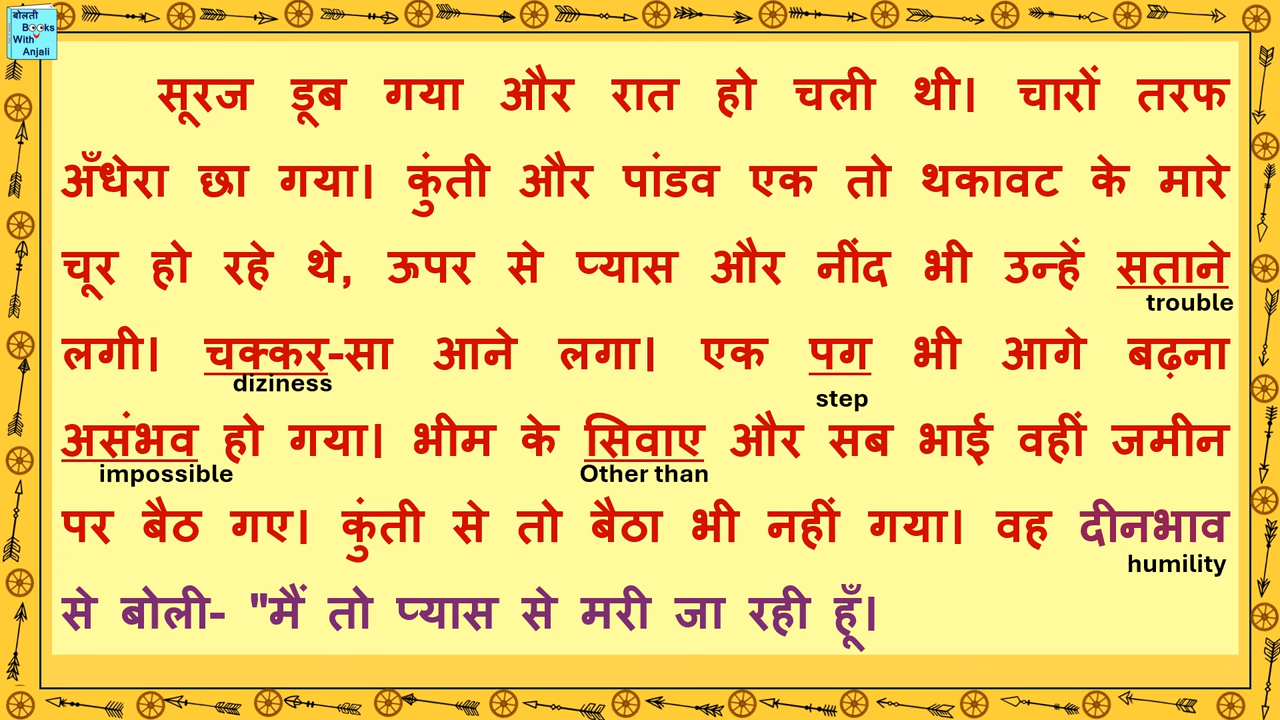 बोलती
Books
With
Anjali
सूरज डूब गया और रात हो चली थी। चारों तरफ
अँधेरा छा गया। कुंती और पांडव एक तो थकावट के मारे
चूर हो रहे थे, ऊपर से प्यास और नींद भी उन्हें सताने
trouble
लगी। चक्कर-सा आने लगा। एक पग भी आगे बढ़ना
diziness
step
असंभव हो गया। भीम के सिवाए और सब भाई वहीं जमीन
impossible Other than
पर बैठ गए। कुंती से तो बैठा भी नहीं गया। वह दीनभाव
humility
से बोली- "मैं तो प्यास से मरी जा रही हूँ।